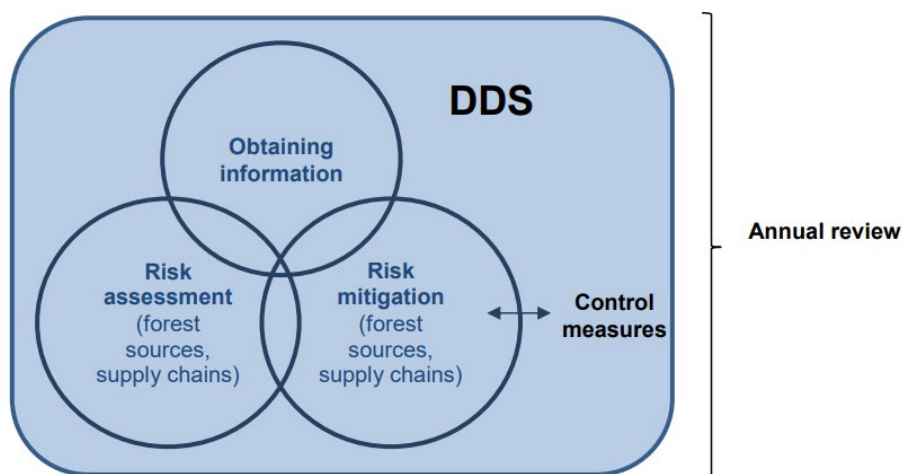 DDS
Obtaining
information
Risk
assessment
(forest
sources,
supply chains)
Risk
mitigation
(forest
sources,
supply chains)
Control
measures
Annual review